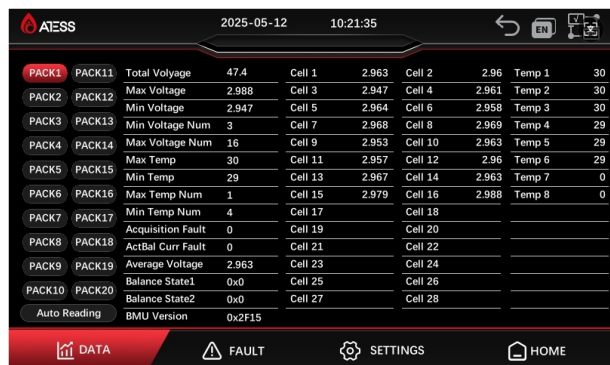 ATESS 2025-05-12 10:21:35 EN
PACK1 PACK11 Total Volyage 47.4 Cell 1 2.963 Cell 2 2.96 Temp 1 30
PACK2 PACK12 Max Voltage 2.988 Cell 3 2.947 Cell 4 2.961 Temp 2 30
Min Voltage 2.947 Cell 5 2.964 Cell 6 2.958 Temp 3 30
PACK3 PACK13 Min Voltage Num 3 Cell 7 2.968 Cell 8 2.969 Temp 4 29
PACK4 PACK14 Max Voltage Num 16 Cell 9 2.953 Cell 10 2.963 Temp 5 29
PACK5 PACK15 Max Temp 30 Cell 11 2.957 Cell 12 2.96 Temp 6 29
Min Temp 29 Cell 13 2.967 Cell 14 2.963 Temp 7 0
PACK6 PACK16 Max Temp Num 1 Cell 15 2.979 Cell 16 2.988 Temp 8 0
PACK7 PACK17 Min Temp Num 4 Cell 17 Cell 18
Acquisition Fault 0 Cell 19 Cell 20
PACK8 PACK18 ActBal Curr Fault 0 Cell 21 Cell 22
PACK9 PACK19 Average Voltage 2.963 Cell 23 Cell 24
PACK10 PACK20 Balance State1 0x0 Cell 25 Cell 26
Balance State2 0x0 Cell 27 Cell 28
Auto Reading BMU Version 0x2F15
DATA FAULT SETTINGS HOME